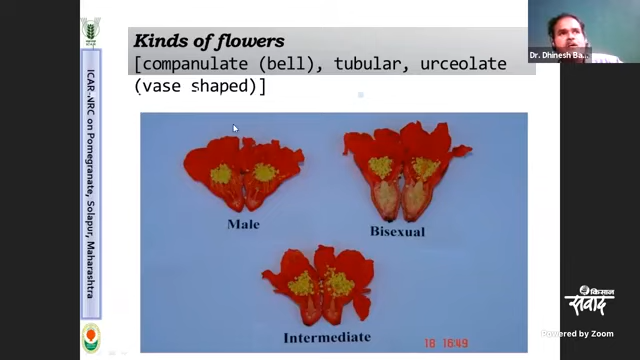 Kinds of flowers
[companulate (bell), tubular, urceolate
(vase shaped)]
Dr. Dhinesh Ba...
ICAR-NRC on Pomegranate, Solapur, Maharashtra
Male
Bisexual
Intermediate
18 16:49
किसान
संवाद
Powered by Zoom